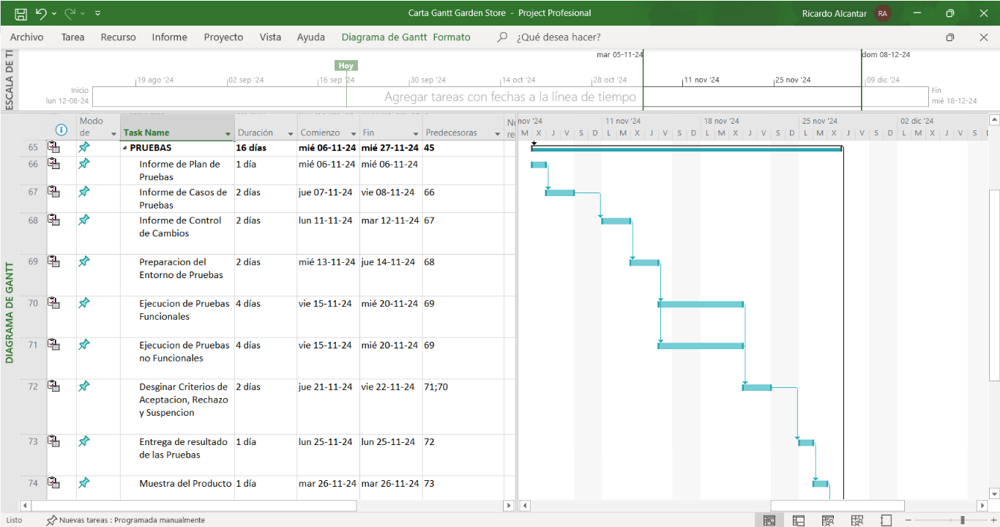 Carta Gantt Garden Store - Project Profesional
Ricardo Alcantar RA
Archivo Tarea Recurso Informe Proyecto Vista Ayuda Diagrama de Gantt Formato ¿Qué desea hacer?
ESCALA DE TI
mar 05-11-24 dom 08-12-24
Hoy
19 ago '24 02 sep '24 16 sep '24 30 sep '24 14 oct '24 28 oct '24 11 nov '24 25 nov '24 09 dic '24
Inicio
lun 12-08-24
Agregar tareas con fechas a la línea de tiempo
Fin
mié 18-12-24
DIAGRAMA DE GANTT
Modo
de Task Name Duración Comienzo Fin Predecesoras
nov '24 11 nov '24 18 nov '24 25 nov '24 02 dic '24
M X J V S D L M X J V S D L M X J V S D L M X J V S D L M X J V S D
65 PRUEBAS 16 días mié 06-11-24 mié 27-11-24 45
66 Informe de Plan de 1 día mié 06-11-24 mié 06-11-24
Pruebas
67 Informe de Casos de 2 días jue 07-11-24 vie 08-11-24 66
Pruebas
68 Informe de Control 2 días lun 11-11-24 mar 12-11-24 67
de Cambios
69 Preparacion del 2 días mié 13-11-24 jue 14-11-24 68
Entorno de Pruebas
70 Ejecucion de Pruebas 4 días vie 15-11-24 mié 20-11-24 69
Funcionales
71 Ejecucion de Pruebas 4 días vie 15-11-24 mié 20-11-24 69
no Funcionales
72 Desginar Criterios de 2 días jue 21-11-24 vie 22-11-24 71;70
Aceptacion, Rechazo
y Suspencion
73 Entrega de resultado 1 día lun 25-11-24 lun 25-11-24 72
de las Pruebas
74 Muestra del Producto 1 día mar 26-11-24 mar 26-11-24 73
Listo Nuevas tareas : Programada manualmente